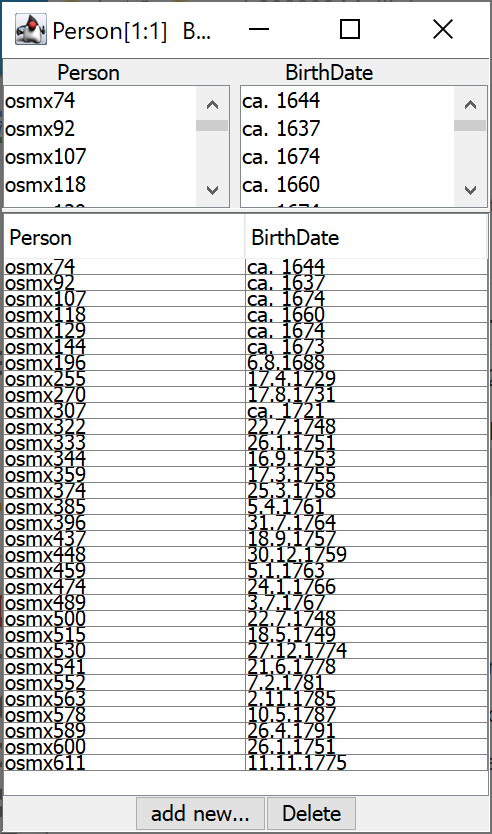 Person[1:1] B...
Person BirthDate
osmx74 ca. 1644
osmx92 ca. 1637
osmx107 ca. 1674
osmx118 ca. 1660
Person BirthDate
osmx74 ca. 1644
osmx92 ca. 1637
osmx107 ca. 1674
osmx118 ca. 1660
osmx129 ca. 1674
osmx144 ca. 1673
osmx196 6.8.1688
osmx255 17.4.1729
osmx270 17.8.1731
osmx307 ca. 1721
osmx322 22.7.1748
osmx333 26.1.1751
osmx344 16.9.1753
osmx359 17.3.1755
osmx374 25.3.1758
osmx385 5.4.1761
osmx396 31.7.1764
osmx437 18.9.1757
osmx448 30.12.1759
osmx459 5.1.1763
osmx474 24.1.1766
osmx489 3.7.1767
osmx500 22.7.1748
osmx515 18.5.1749
osmx530 27.12.1774
osmx541 21.6.1778
osmx552 7.2.1781
osmx563 2.11.1785
osmx578 10.5.1787
osmx589 26.4.1791
osmx600 26.1.1751
osmx611 11.11.1775
add new... Delete